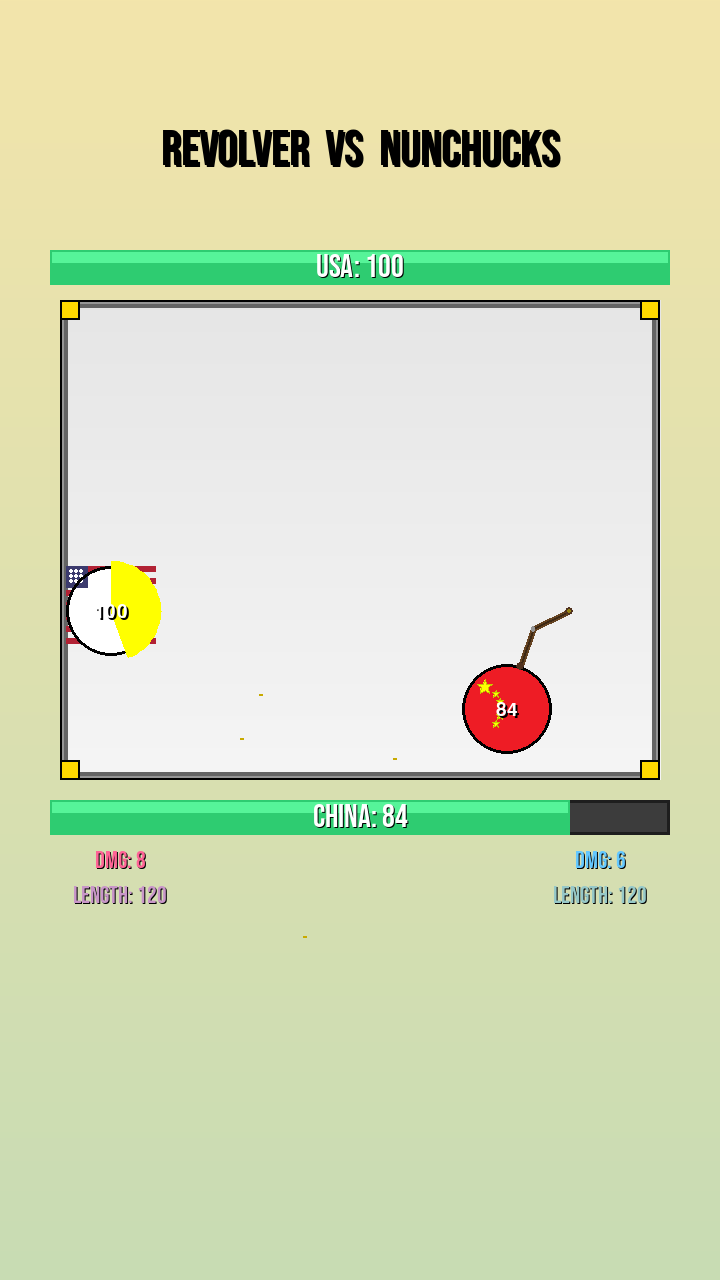 REVOLVER VS NUNCHUCKS
USA: 100
100
84
CHINA: 84
DMG: 8
DMG: 6
LENGTH: 120
LENGTH: 120